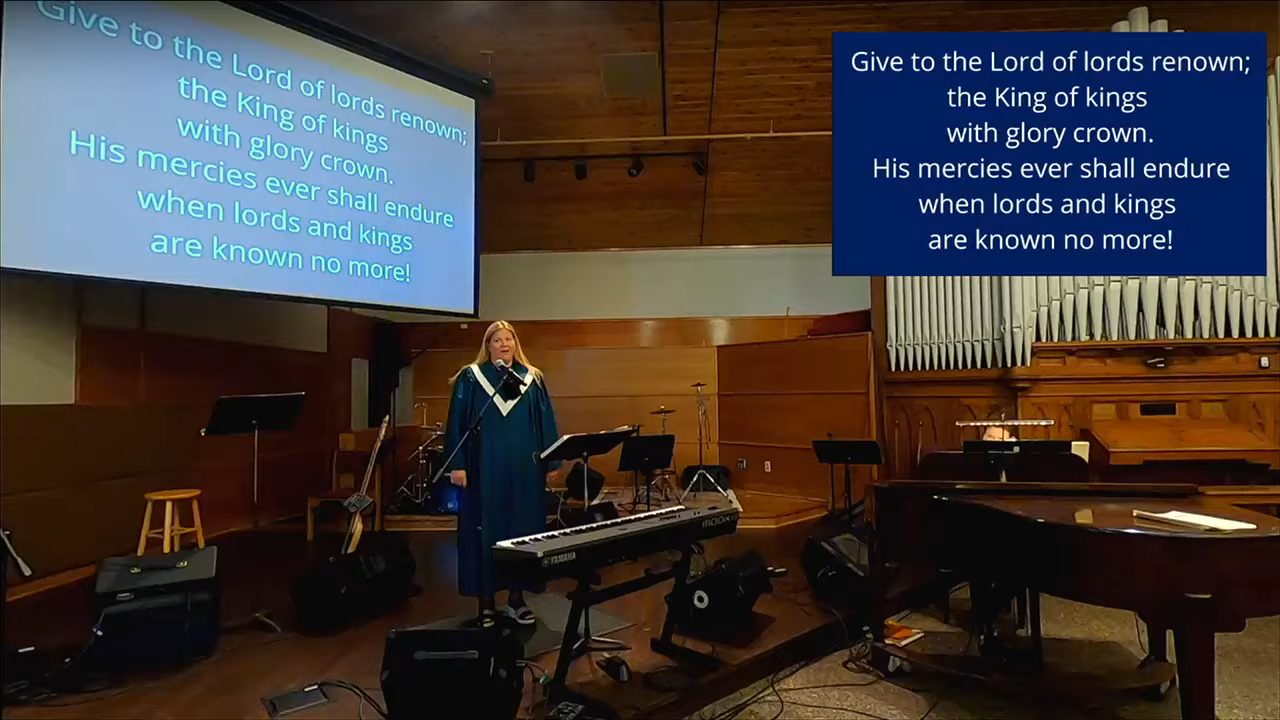 Give to the Lord of lords renown;
the King of kings
with glory crown.
His mercies ever shall endure
when lords and kings
are known no more!
Give to the Lord of lords renown;
the King of kings
with glory crown.
His mercies ever shall endure
when lords and kings
are known no more!
YAMAHA